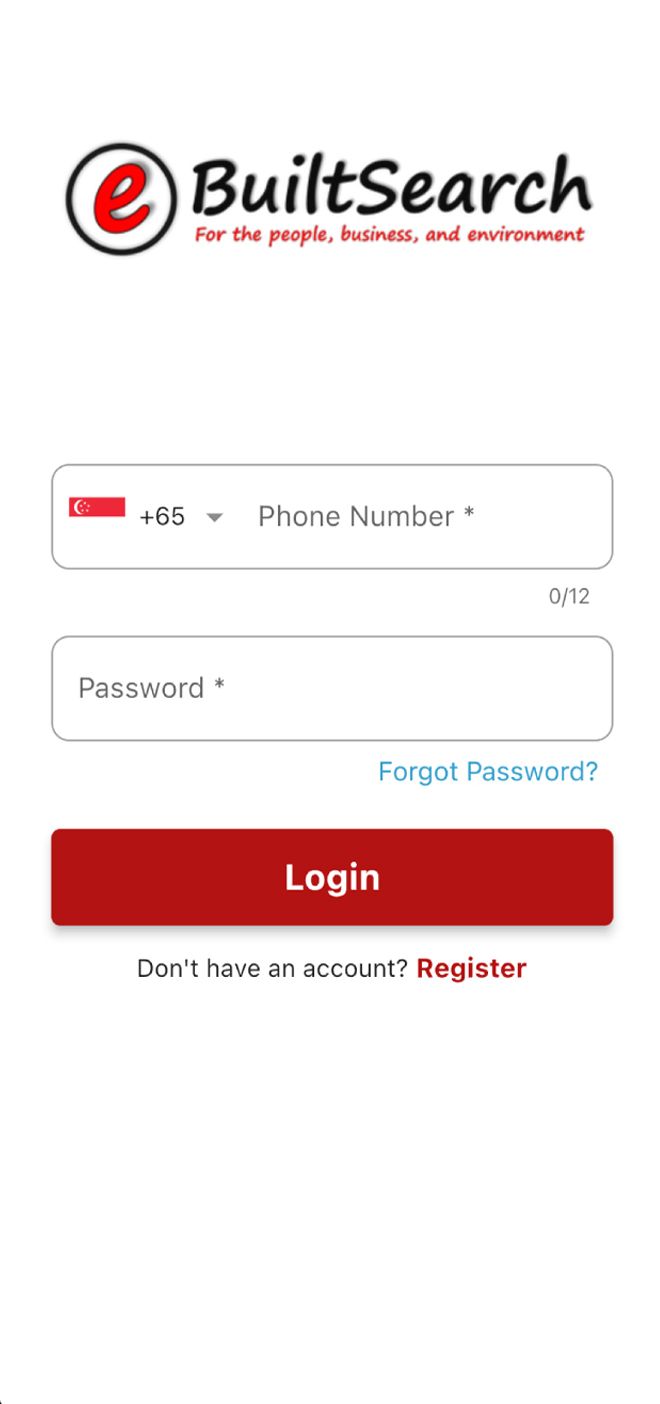 e BuiltSearch
For the people, business, and environment
+65 Phone Number *
0/12
Password *
Forgot Password?
Login
Don't have an account? Register